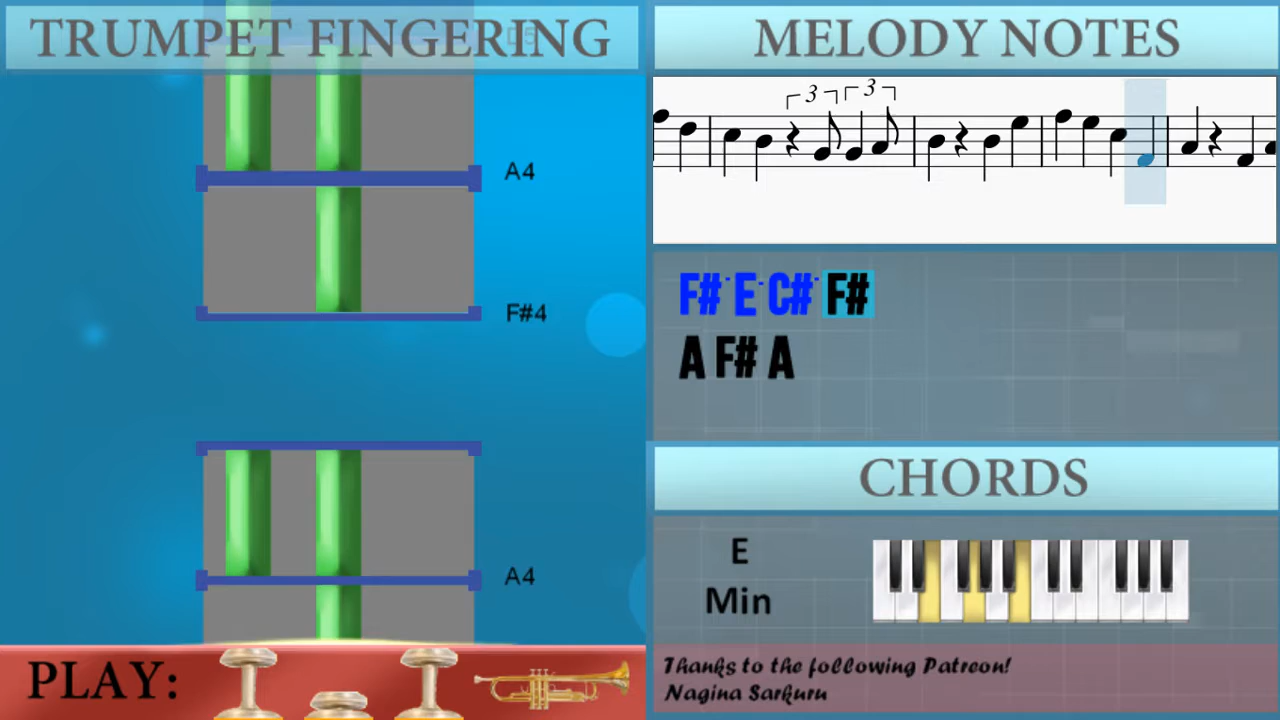 TRUMPET FINGERING
D5
A4
F#4
A4
PLAY:
MELODY NOTES
3 3
F#-E-C#-F#
A F# A
CHORDS
E
Min
Thanks to the following Patreon!
Nagina Sarkuru